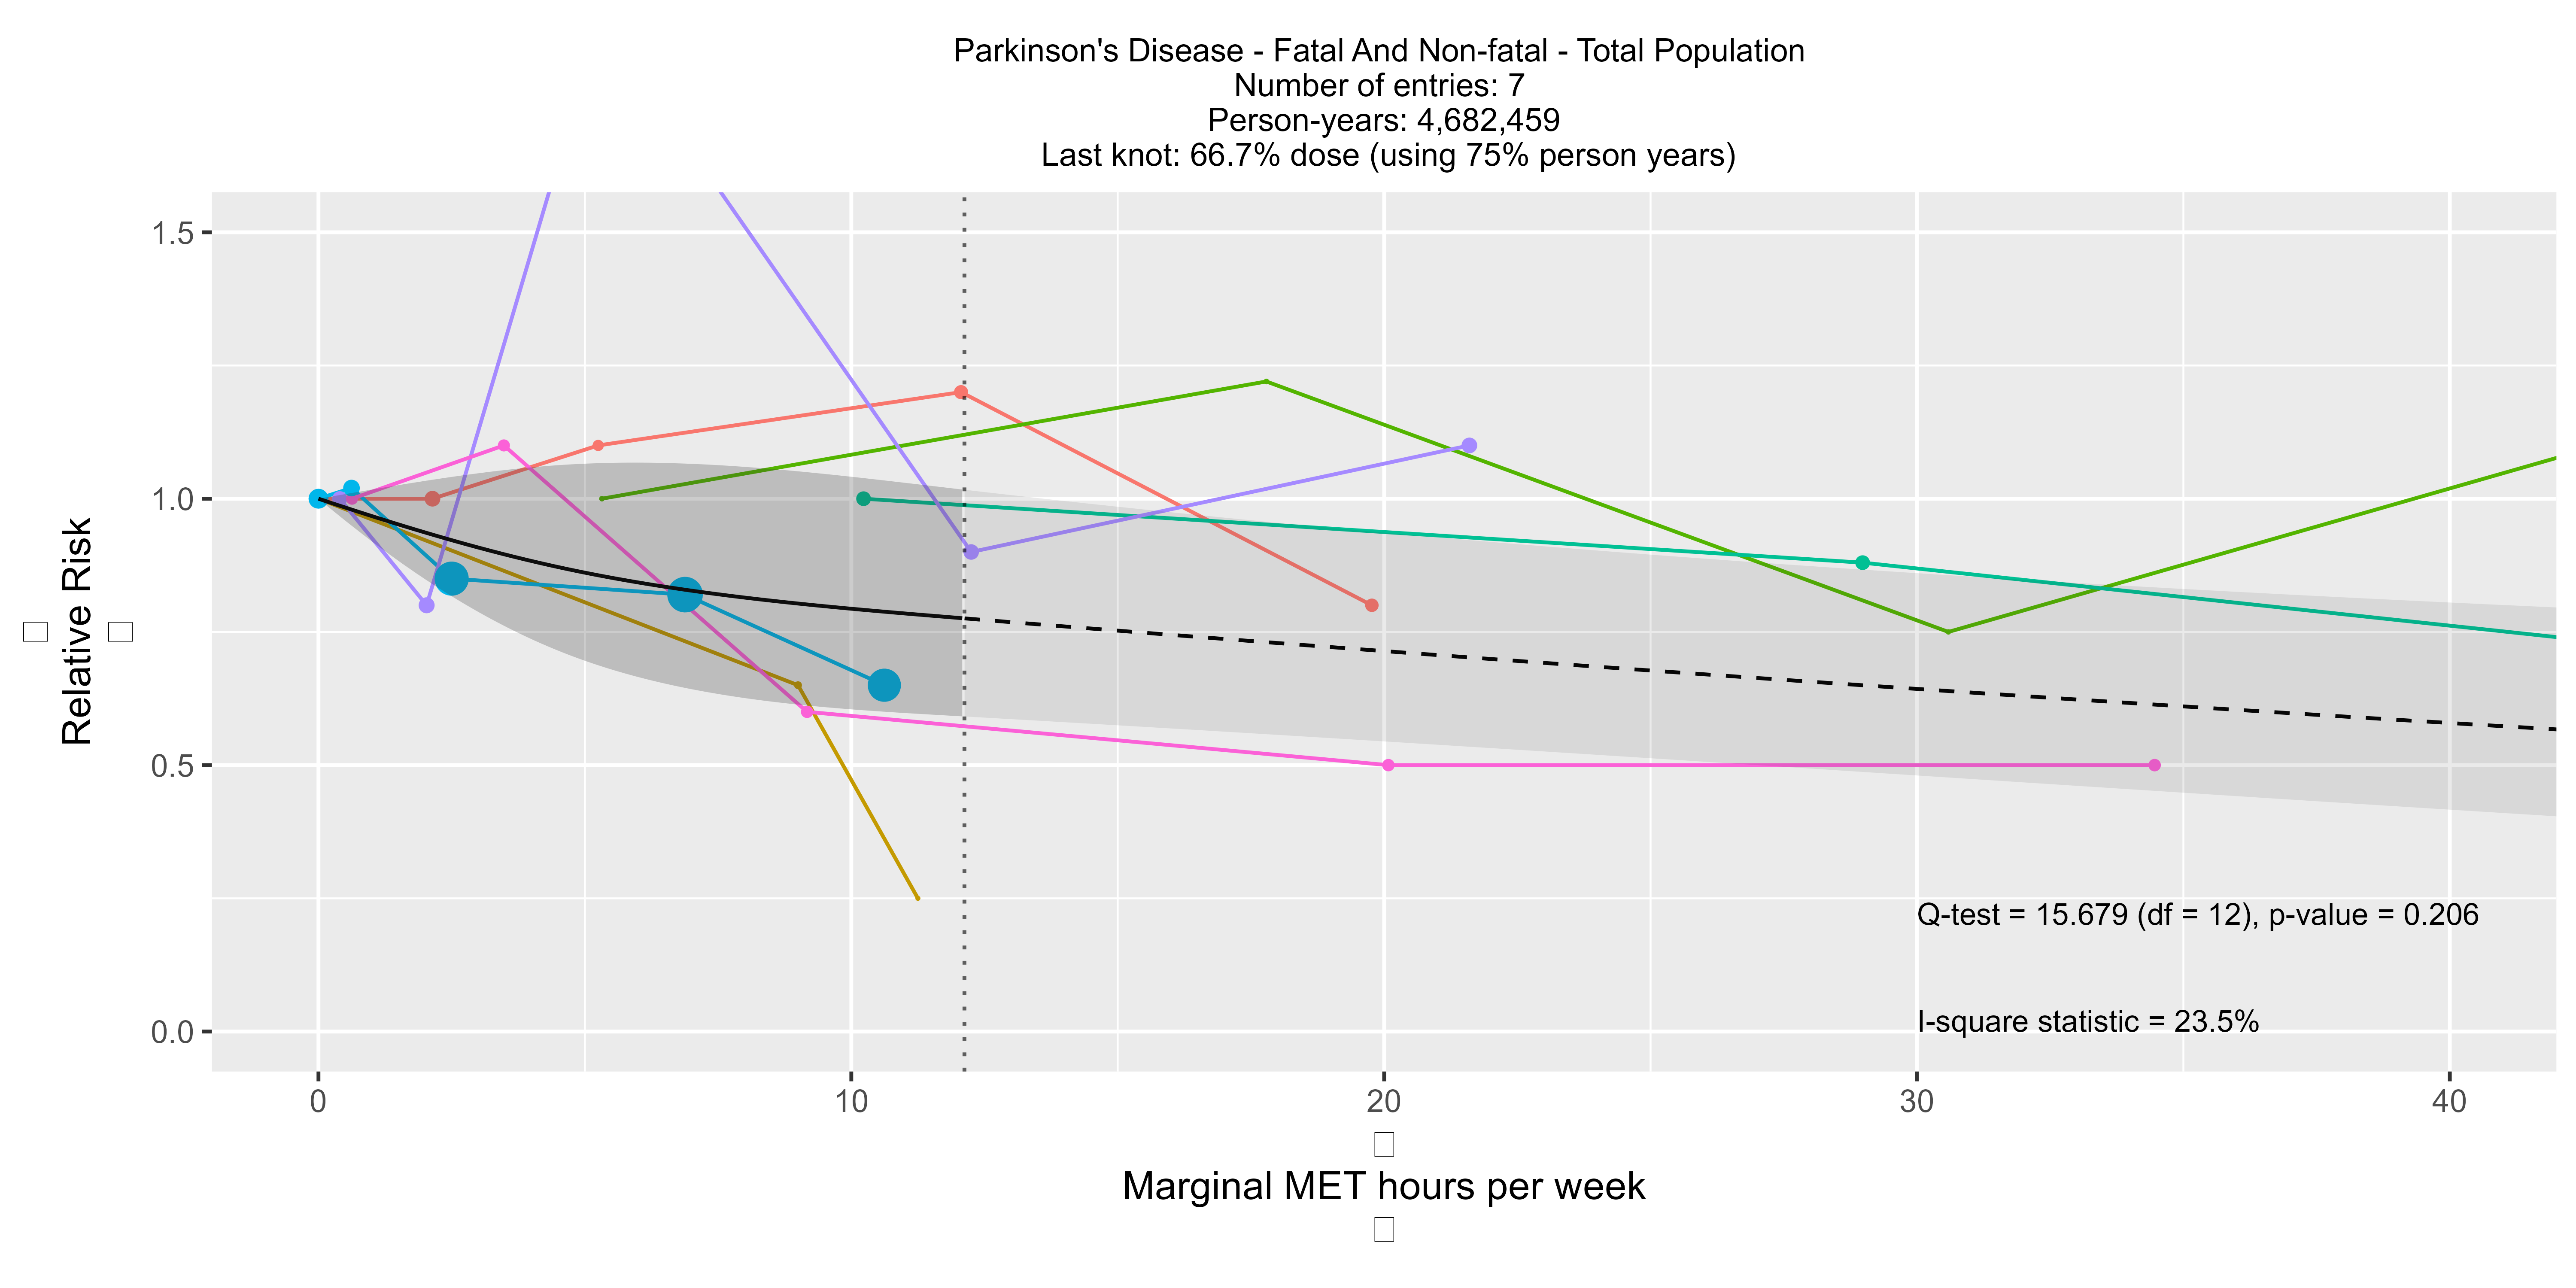 Parkinson's Disease - Fatal And Non-fatal - Total Population
Number of entries: 7
Person-years: 4,682,459
Last knot: 66.7% dose (using 75% person years)
1.5
1.0
0.5
0.0
Relative Risk
Q-test = 15.679 (df = 12), p-value = 0.206
I-square statistic = 23.5%
0 10 20 30 40
Marginal MET hours per week